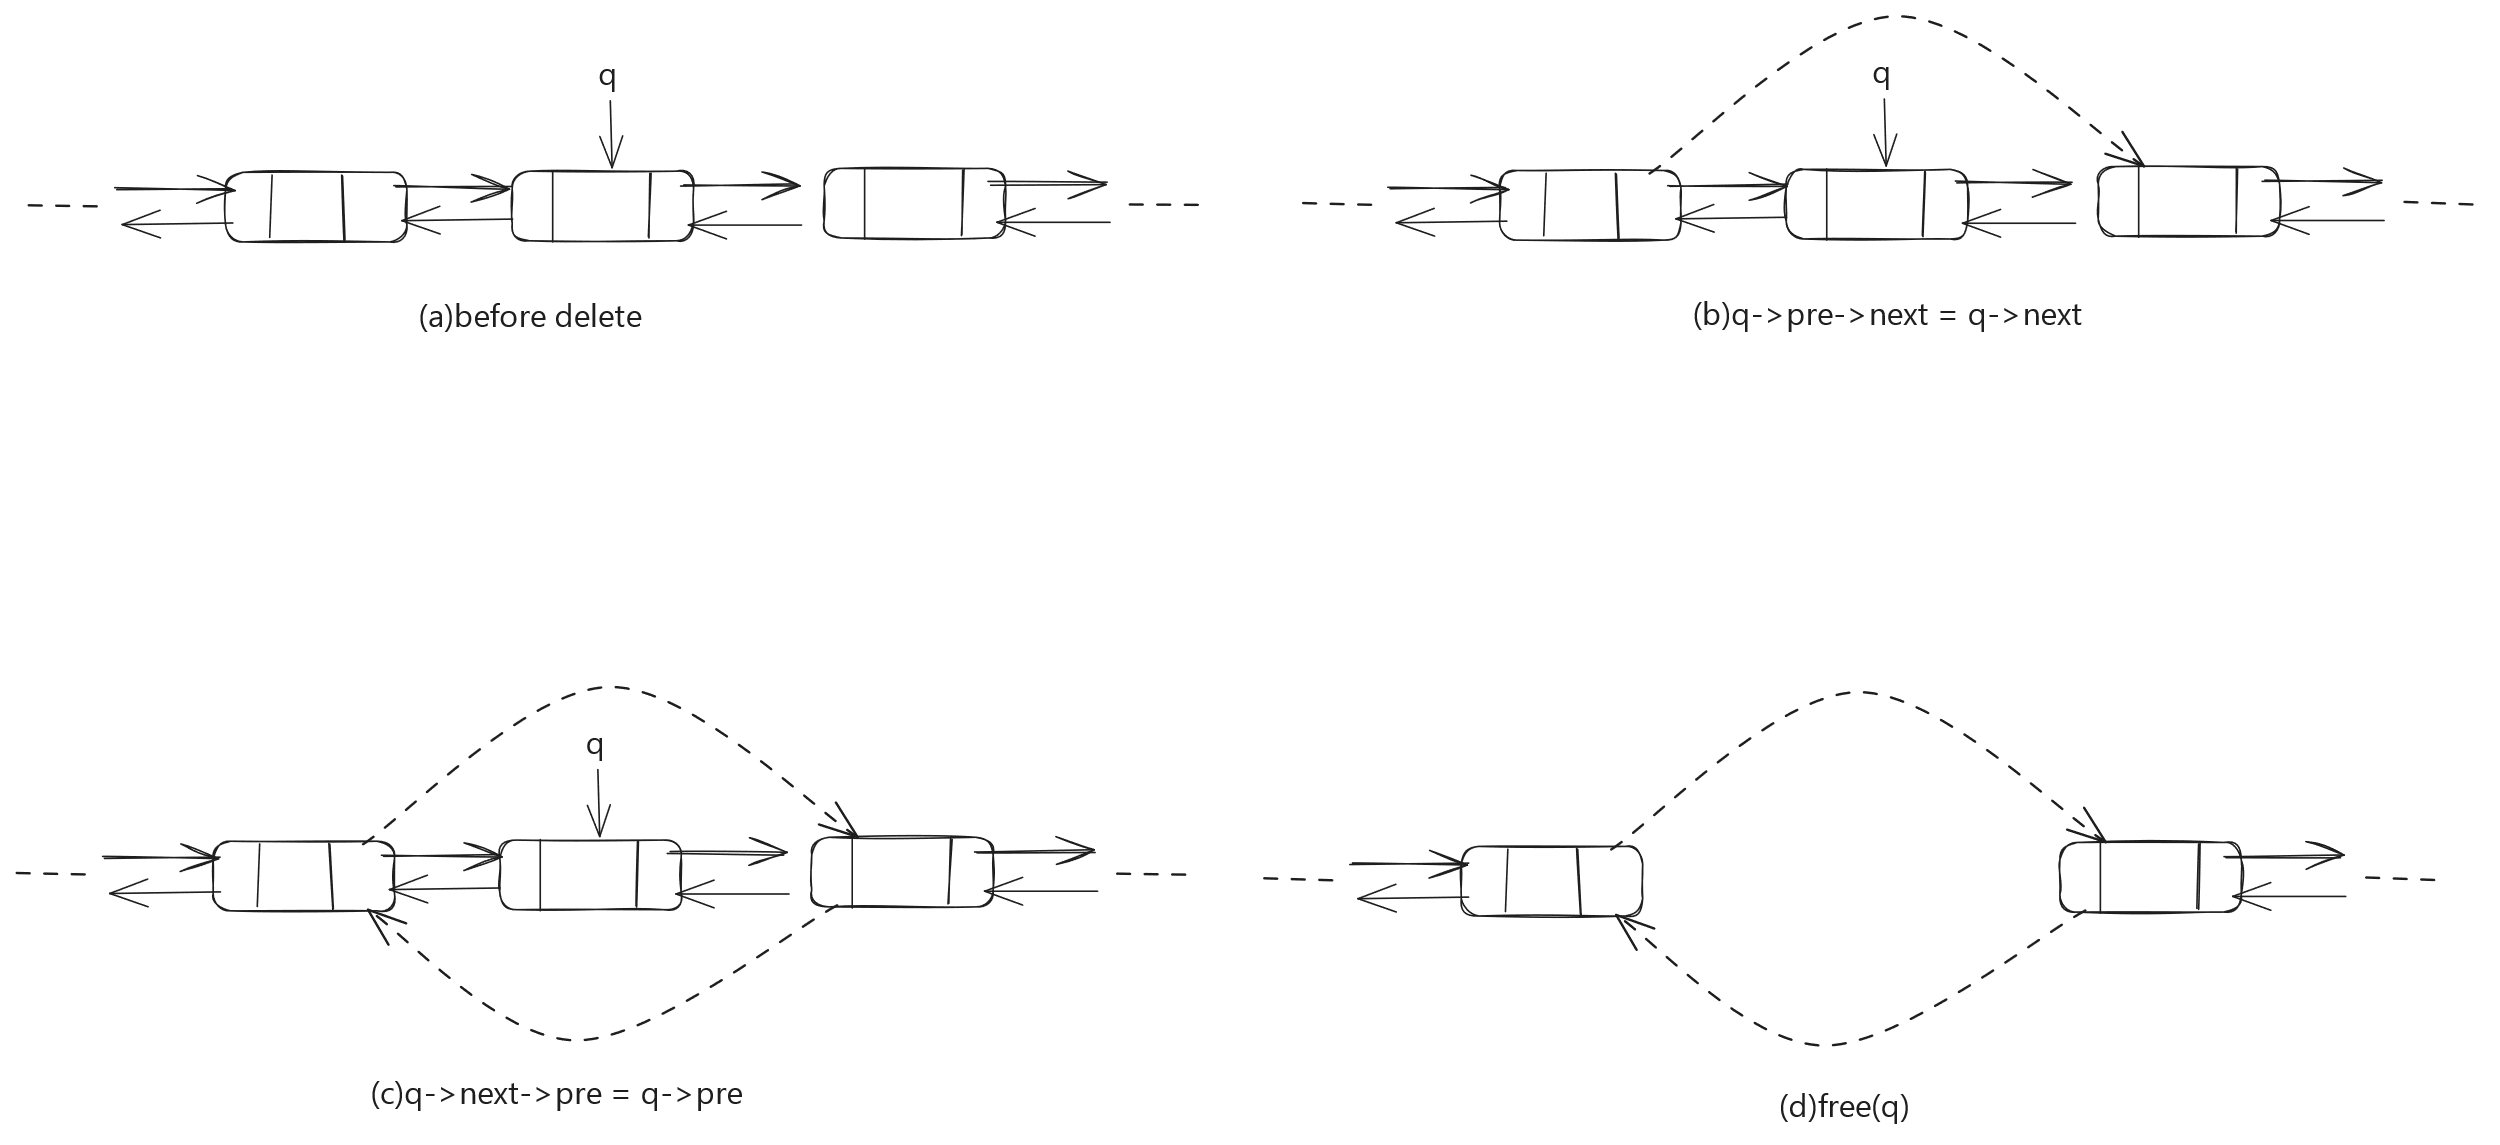 q
q
(a)before delete
(b)q->pre->next = q->next
q
(c)q->next->pre = q->pre
(d)free(q)